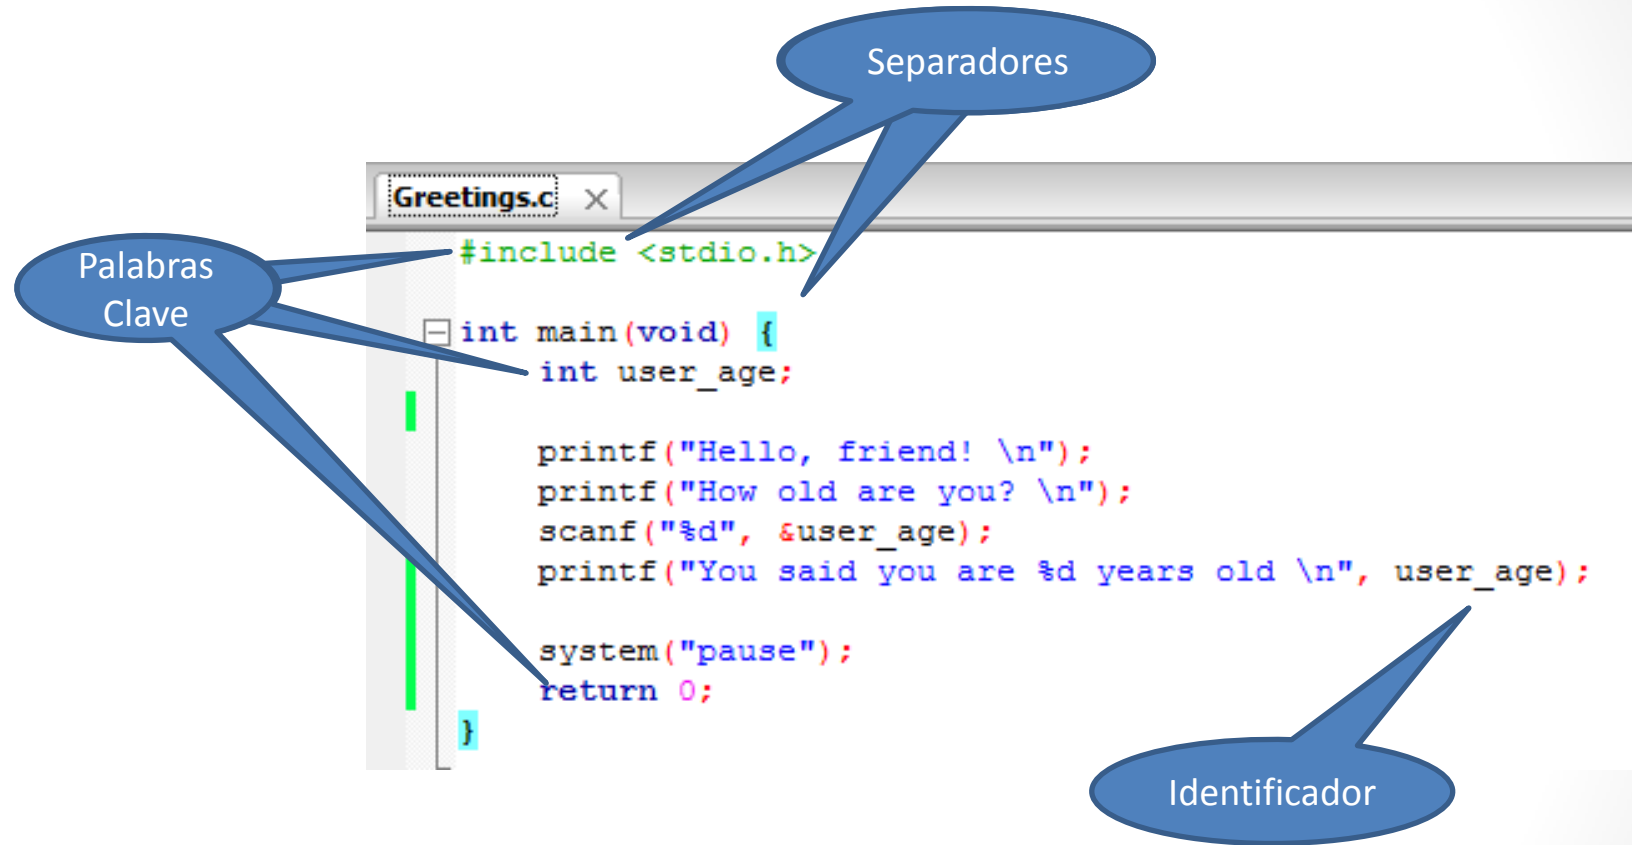 Separadores
Greetings.c
Palabras
Clave
#include <stdio.h>
int main(void) {
int user_age;
printf("Hello, friend! \n");
printf("How old are you? \n");
scanf("%d", &user_age);
printf("You said you are %d years old \n", user_age);
system("pause");
return 0;
}
Identificador